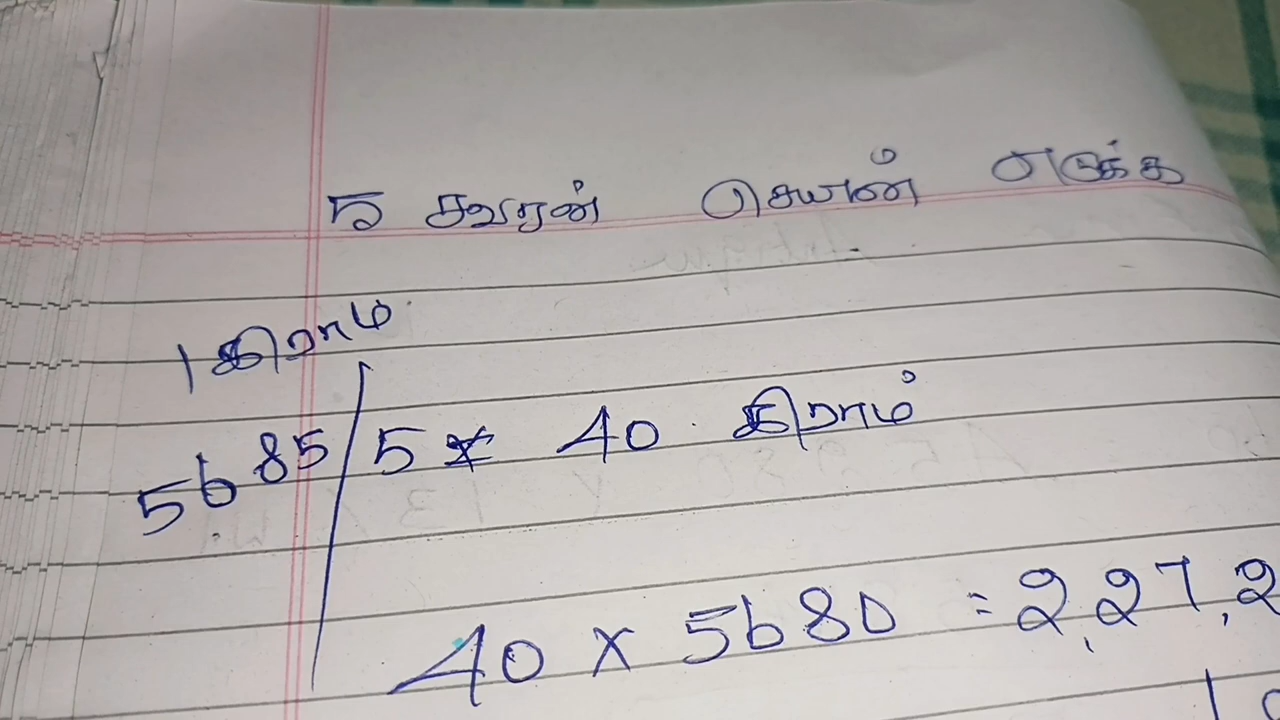 5 சவரன் செயின் எடுக்க
1 கிராம்
5685 5 * 40 கிராம்
40 x 5680 = 2,27,2